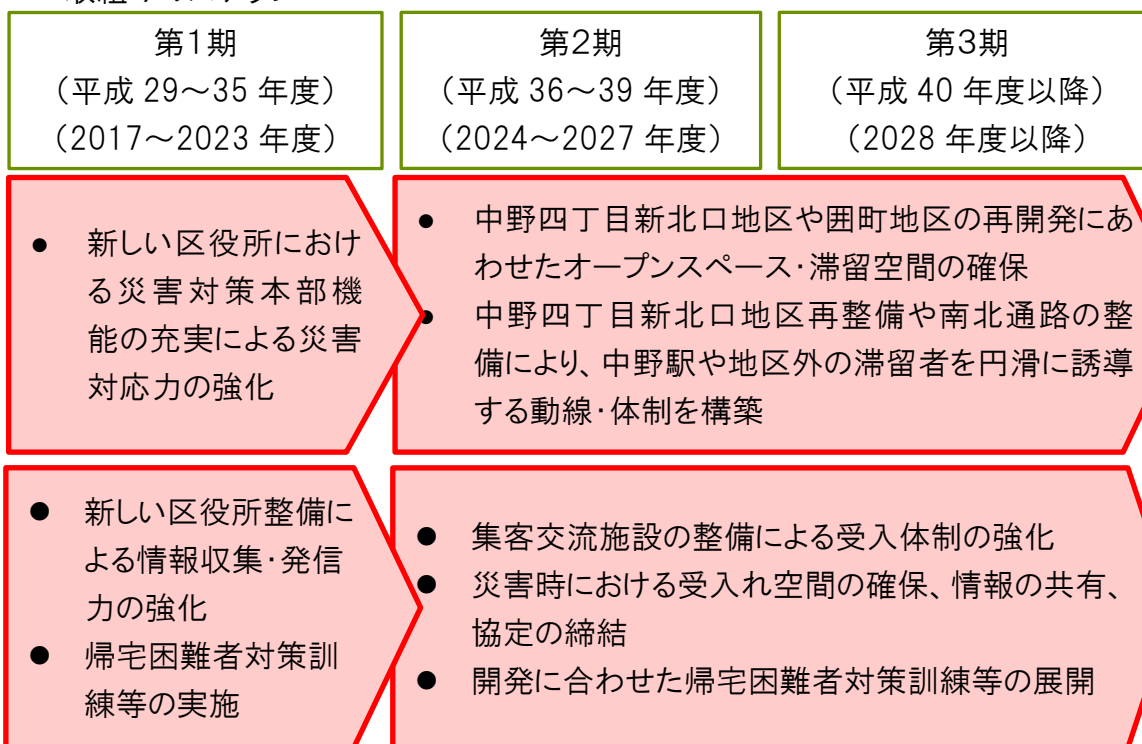 第1期
(平成 29～35 年度)
(2017～2023 年度)
第2期
(平成 36～39 年度)
(2024～2027 年度)
第3期
(平成 40 年度以降)
(2028 年度以降)
● 新しい区役所におけ
る災害対策本部機
能の充実による災害
対応力の強化
● 中野四丁目新北口地区や囲町地区の再開発にあ
わせたオープンスペース・滞留空間の確保
● 中野四丁目新北口地区再整備や南北通路の整
備により、中野駅や地区外の滞留者を円滑に誘導
する動線・体制を構築
● 新しい区役所整備に
よる情報収集・発信
力の強化
● 帰宅困難者対策訓
練等の実施
● 集客交流施設の整備による受入体制の強化
● 災害時における受入れ空間の確保、情報の共有、
協定の締結
● 開発に合わせた帰宅困難者対策訓練等の展開